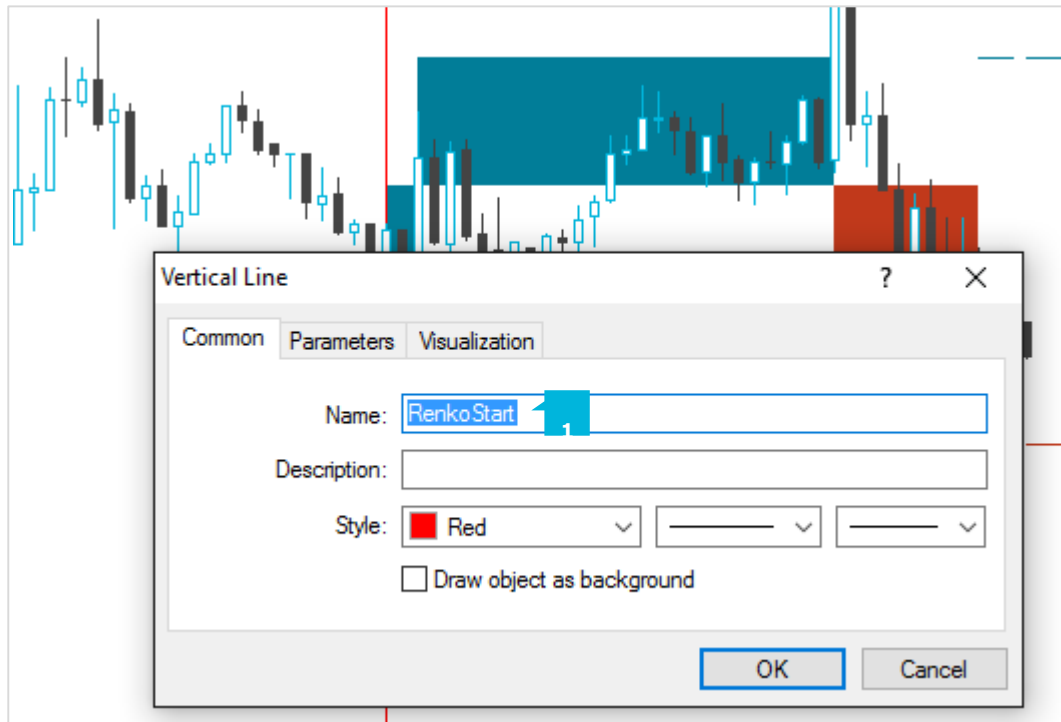 Vertical Line
?
Common Parameters Visualization
Name: RenkoStart
1
Description:
Style: Red
Draw object as background
OK Cancel